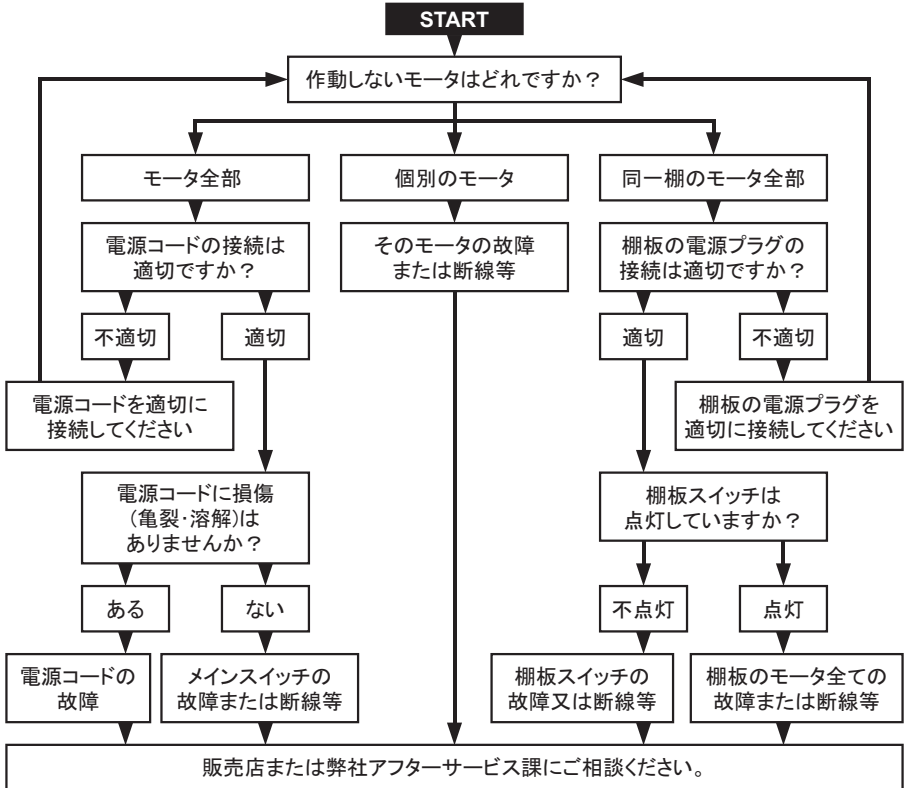 START
作動しないモータはどれですか？
モータ全部
個別のモータ
同一棚のモータ全部
電源コードの接続は
適切ですか？
そのモータの故障
または断線等
棚板の電源プラグの
接続は適切ですか？
不適切
適切
適切
不適切
電源コードを適切に
接続してください
棚板の電源プラグを
適切に接続してください
電源コードに損傷
(亀裂･溶解)は
ありませんか？
棚板スイッチは
点灯していますか？
ある
ない
不点灯
点灯
電源コードの
故障
メインスイッチの
故障または断線等
棚板スイッチの
故障又は断線等
棚板のモータ全ての
故障または断線等
販売店または弊社アフターサービス課にご相談ください。